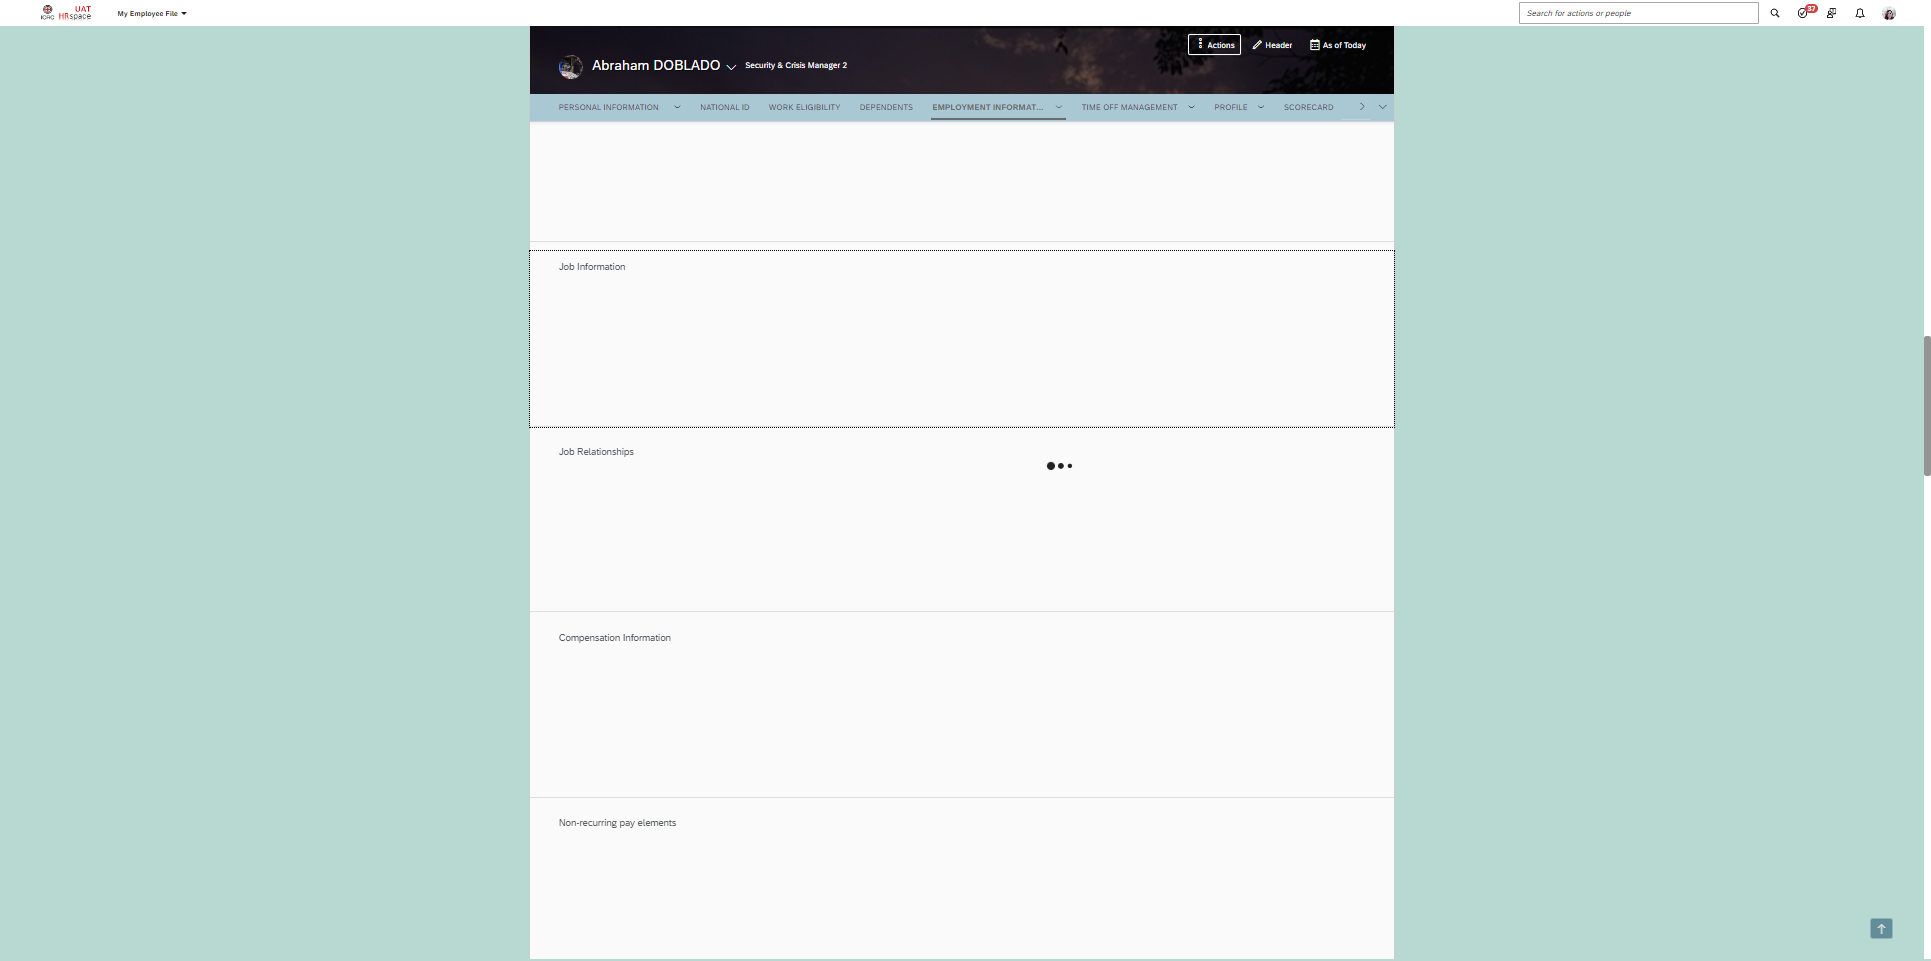 ICRC
UAT
HRspace
My Employee File
Search for actions or people
37
Actions
Header
As of Today
Abraham DOBLADO
Security & Crisis Manager 2
PERSONAL INFORMATION
NATIONAL ID
WORK ELIGIBILITY
DEPENDENTS
EMPLOYMENT INFORMAT...
TIME OFF MANAGEMENT
PROFILE
SCORECARD
Job Information
Job Relationships
Compensation Information
Non-recurring pay elements